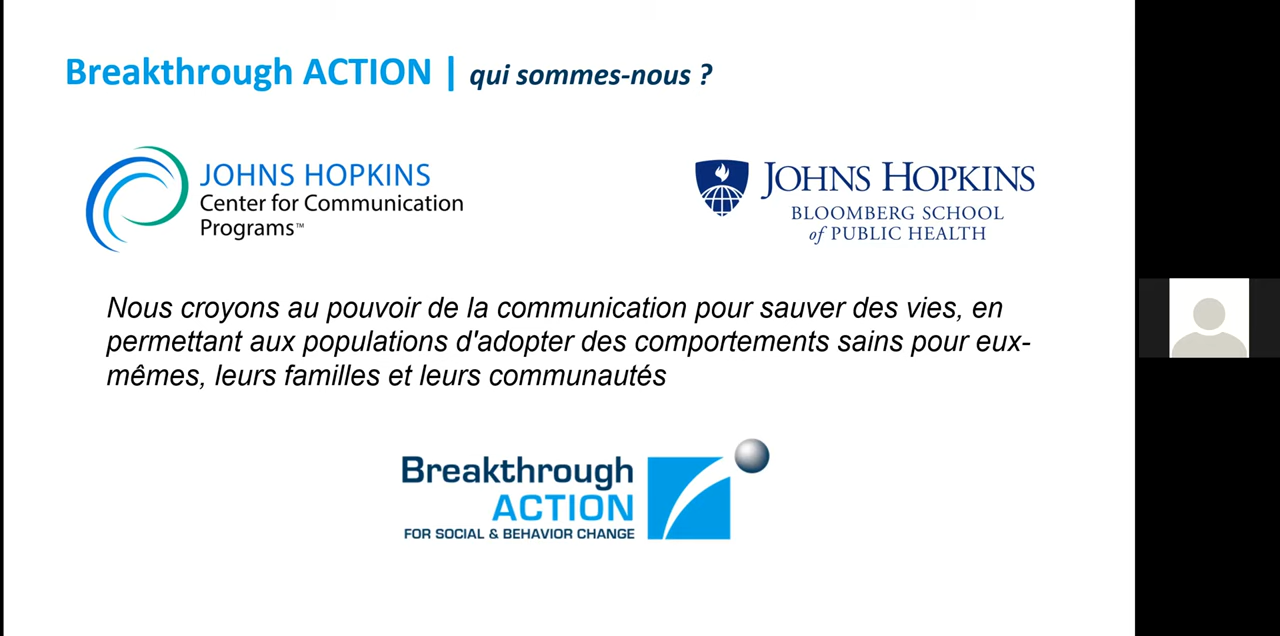 Breakthrough ACTION | qui sommes-nous ?
JOHNS HOPKINS
Center for Communication
Programs™
JOHNS HOPKINS
BLOOMBERG SCHOOL
of PUBLIC HEALTH
Nous croyons au pouvoir de la communication pour sauver des vies, en
permettant aux populations d'adopter des comportements sains pour eux-
mêmes, leurs familles et leurs communautés
Breakthrough
ACTION
FOR SOCIAL & BEHAVIOR CHANGE